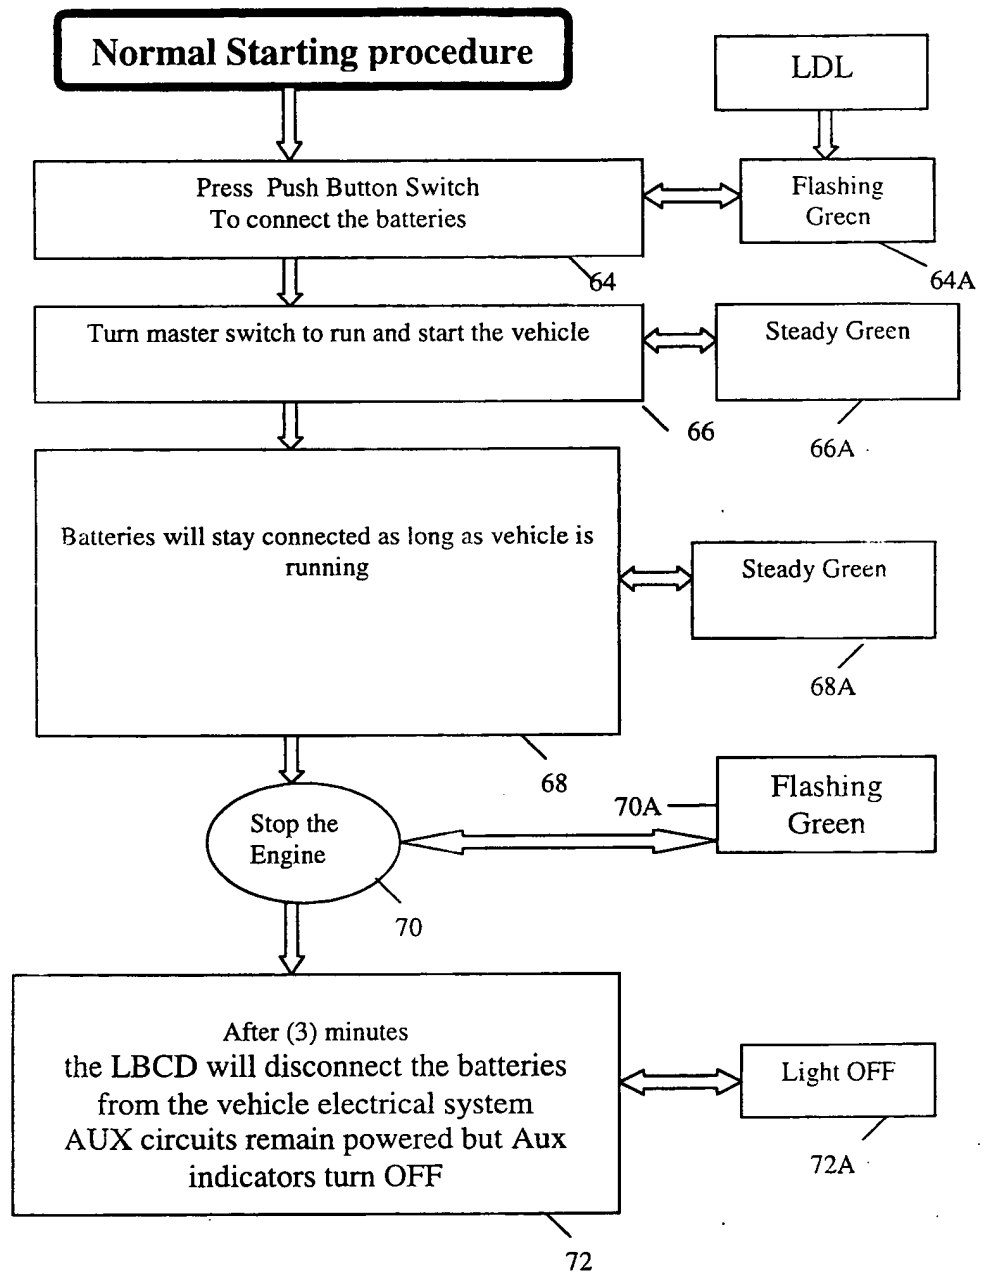 Normal Starting procedure
LDL
Press Push Button Switch
To connect the batteries
Flashing
Green
64
64A
Turn master switch to run and start the vehicle
Steady Green
66
66A
Batteries will stay connected as long as vehicle is
running
Steady Green
68A
68
70A
Flashing
Green
Stop the
Engine
70
After (3) minutes
the LBCD will disconnect the batteries
from the vehicle electrical system
AUX circuits remain powered but Aux
indicators turn OFF
Light OFF
72A
72